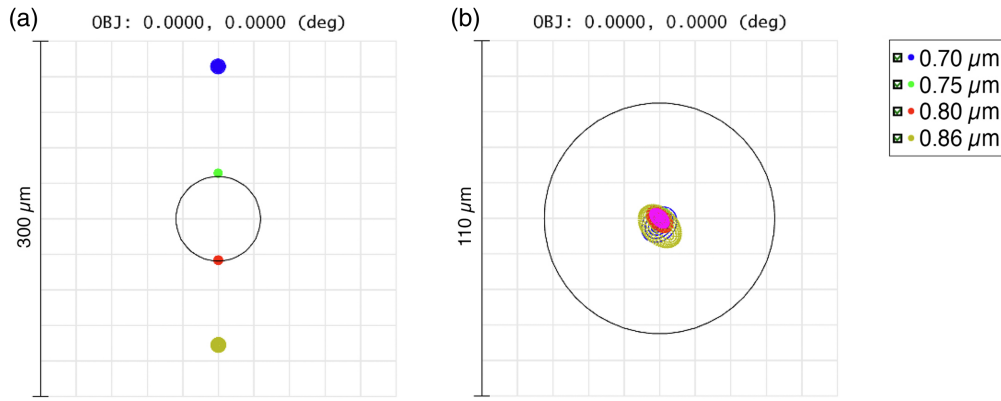 (a)
OBJ: 0.0000, 0.0000 (deg)
300 µm
(b)
OBJ: 0.0000, 0.0000 (deg)
110 µm
0.70 µm
0.75 µm
0.80 µm
0.86 µm